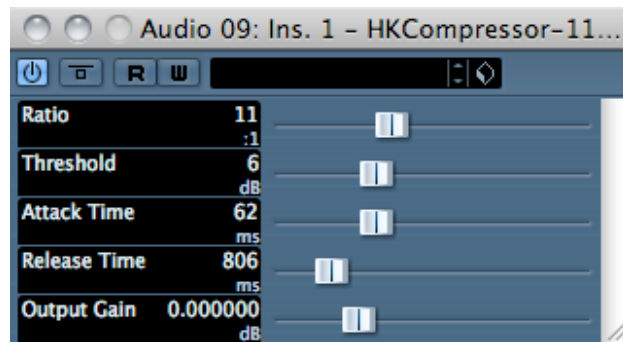 Audio 09: Ins. 1 – HKCompressor–11...
R W
Ratio 11
:1
Threshold 6
dB
Attack Time 62
ms
Release Time 806
ms
Output Gain 0.000000
dB